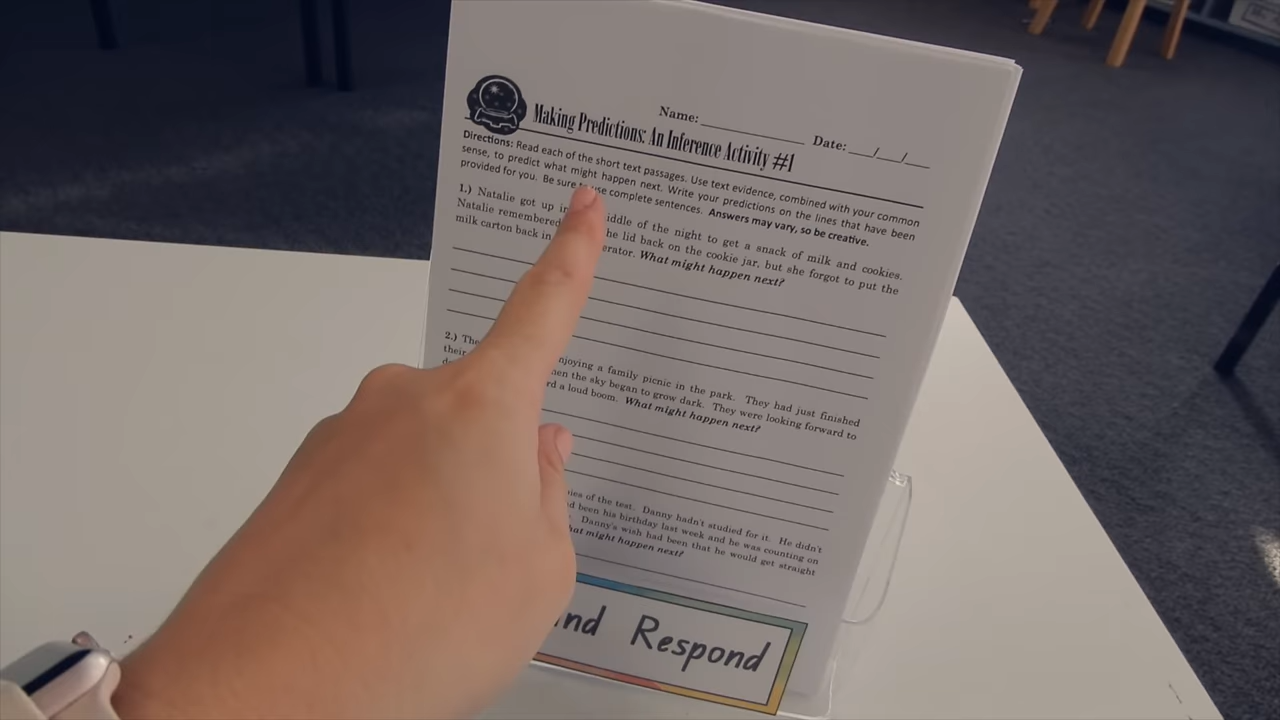 Name:____________ Date:___/___/___
Making Predictions: An Inference Activity #1
Directions: Read each of the short text passages. Use text evidence, combined with your common
sense, to predict what might happen next. Write your predictions on the lines that have been
provided for you. Be sure to use complete sentences. Answers may vary, so be creative.
1.) Natalie got up in iddle of the night to get a snack of milk and cookies.
Natalie remembered he lid back on the cookie jar, but she forgot to put the
milk carton back in erator. What might happen next?
2.) The njoying a family picnic in the park. They had just finished
their hen the sky began to grow dark. They were looking forward to
d a loud boom. What might happen next?
of the test. Danny hadn't studied for it. He didn't
d been his birthday last week and he was counting on
Danny's wish had been that he would get straight
hat might happen next?
nd Respond